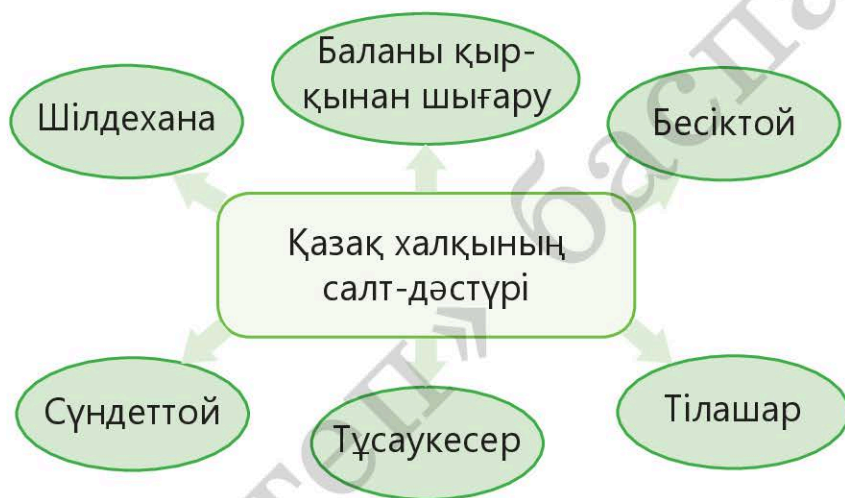 Баланы қыр-
қынан шығару
Шілдехана
Бесіктой
Қазақ халқының
салт-дәстүрі
Сүндеттой
Тұсаукесер
Тілашар